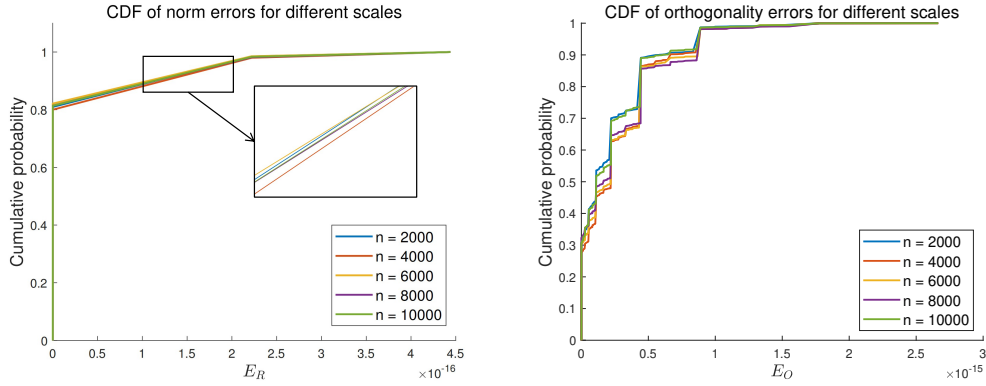 CDF of norm errors for different scales
1
0.8
0.6
0.4
0.2
0
Cumulative probability
n = 2000
n = 4000
n = 6000
n = 8000
n = 10000
0 0.5 1 1.5 2 2.5 3 3.5 4 4.5
E_R
×10^-16
CDF of orthogonality errors for different scales
1
0.9
0.8
0.7
0.6
0.5
0.4
0.3
0.2
0.1
0
Cumulative probability
n = 2000
n = 4000
n = 6000
n = 8000
n = 10000
0 0.5 1 1.5 2 2.5 3
E_O
×10^-15